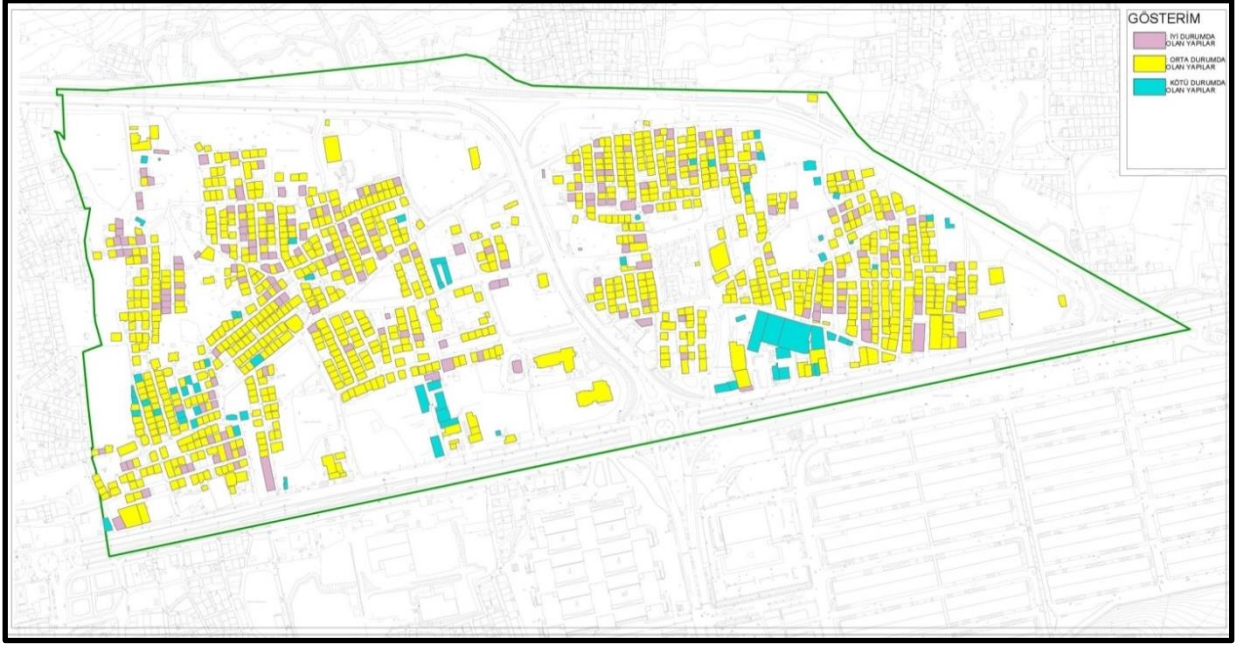 GÖSTERİM
İYİ DURUMDA
OLAN YAPILAR
ORTA DURUMDA
OLAN YAPILAR
KÖTÜ DURUMDA
OLAN YAPILAR